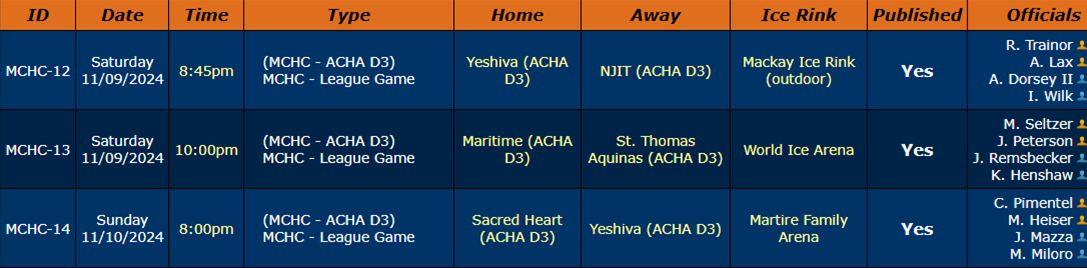 ID Date Time Type Home Away Ice Rink Published Officials
MCHC-12 Saturday 11/09/2024 8:45pm (MCHC - ACHA D3) MCHC - League Game Yeshiva (ACHA D3) NJIT (ACHA D3) Mackay Ice Rink (outdoor) Yes R. Trainor A. Lax A. Dorsey II I. Wilk
MCHC-13 Saturday 11/09/2024 10:00pm (MCHC - ACHA D3) MCHC - League Game Maritime (ACHA D3) St. Thomas Aquinas (ACHA D3) World Ice Arena Yes M. Seltzer J. Peterson J. Remsbecker K. Henshaw
MCHC-14 Sunday 11/10/2024 8:00pm (MCHC - ACHA D3) MCHC - League Game Sacred Heart (ACHA D3) Yeshiva (ACHA D3) Martire Family Arena Yes C. Pimentel M. Heiser J. Mazza M. Miloro